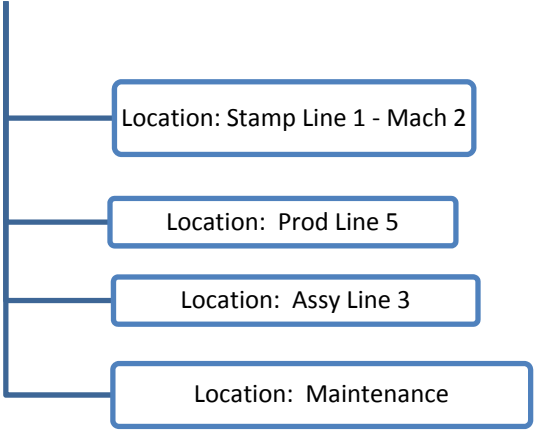 Location: Stamp Line 1 - Mach 2
Location:  Prod Line 5
Location:  Assy Line 3
Location:  Maintenance